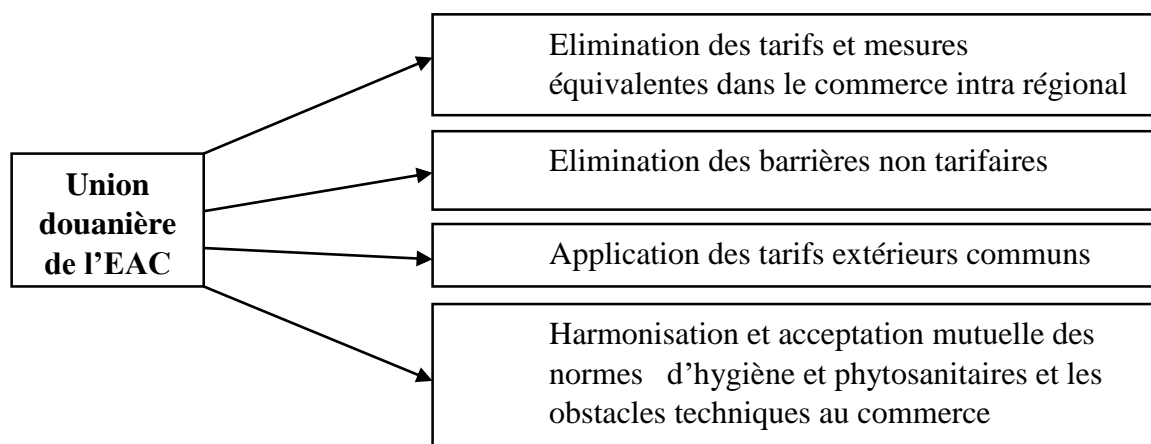 Elimination des tarifs et mesures
équivalentes dans le commerce intra régional
Elimination des barrières non tarifaires
Union
douanière
de l’EAC
Application des tarifs extérieurs communs
Harmonisation et acceptation mutuelle des
normes d’hygiène et phytosanitaires et les
obstacles techniques au commerce